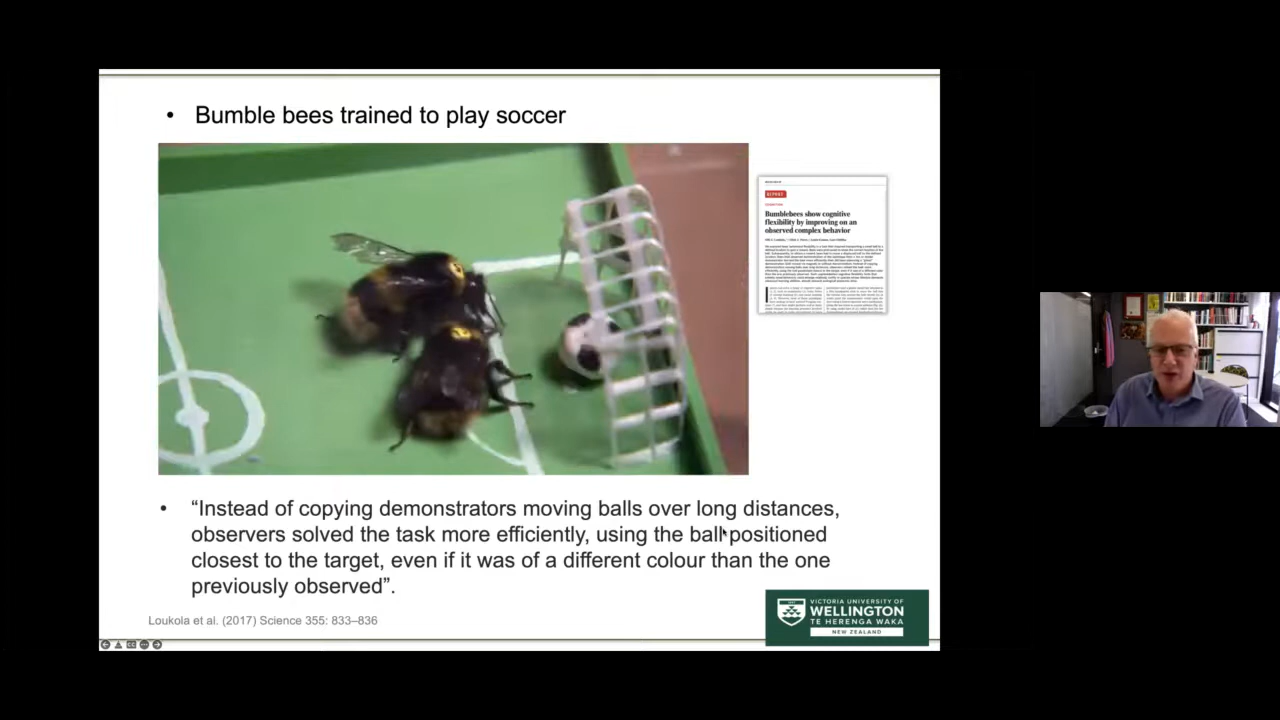 • Bumble bees trained to play soccer
REPORT
Bumblebees show cognitive
flexibility by improving on an
observed complex behavior
• “Instead of copying demonstrators moving balls over long distances,
observers solved the task more efficiently, using the ball positioned
closest to the target, even if it was of a different colour than the one
previously observed”.
Loukola et al. (2017) Science 355: 833–836
VICTORIA UNIVERSITY OF
WELLINGTON
TE HERENGA WAKA
NEW ZEALAND